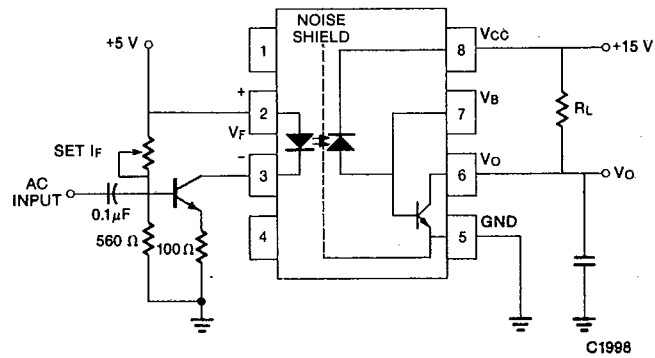 NOISE
SHIELD
+5 V
1
VCC
8
+15 V
+
2
VB
7
RL
VF
SET IF
–
3
VO
6
VO
AC
INPUT
0.1µF
560 Ω
100 Ω
4
GND
5
C1998